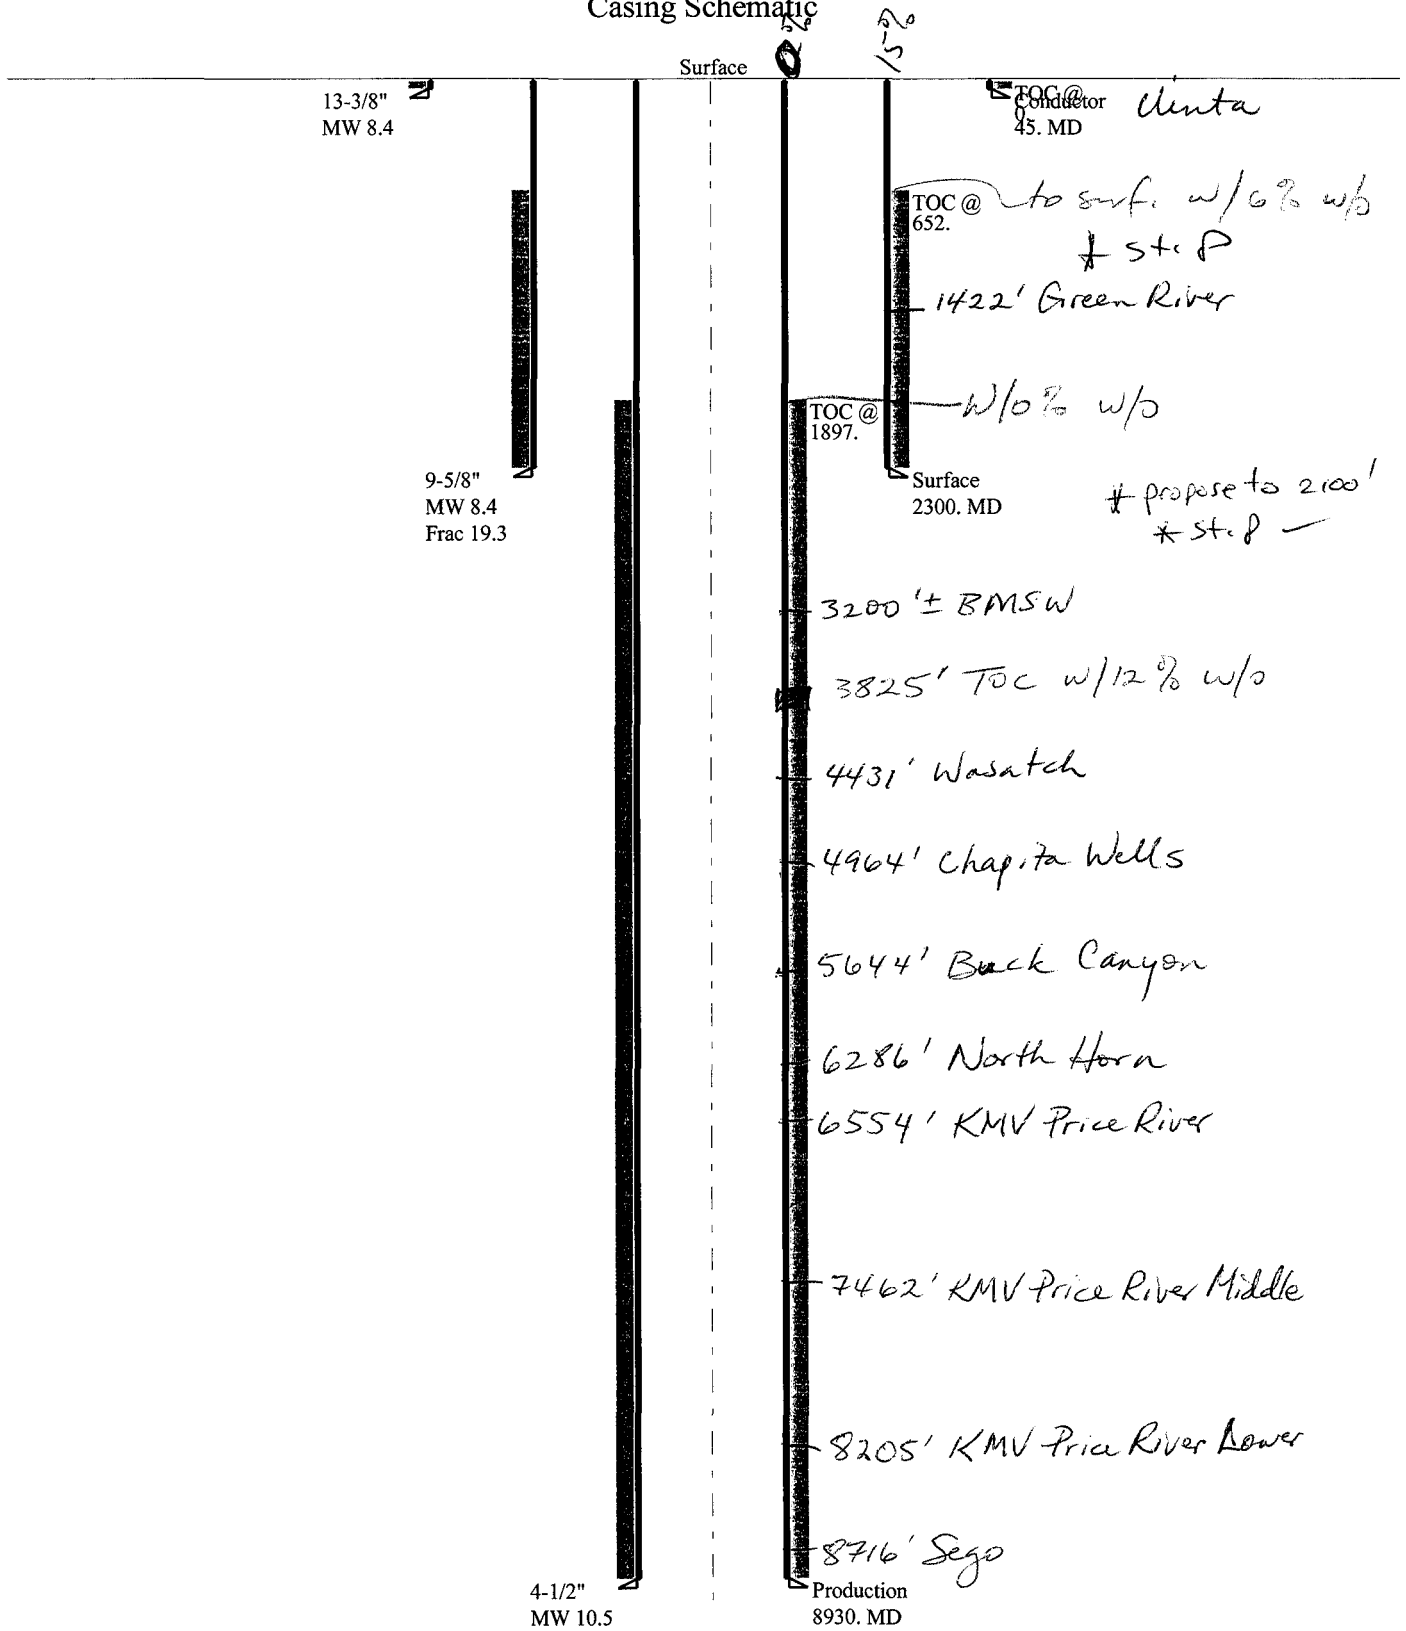 Casing Schematic
0%
15%
Surface
13-3/8"
MW 8.4
TOC @
0.
Conductor
45. MD
Uinta
TOC @
652.
to surf. w/6% w/o
* st. p
1422' Green River
TOC @
1897.
w/0% w/o
9-5/8"
MW 8.4
Frac 19.3
Surface
2300. MD
* propose to 2100'
* st. p
3200'± BMSW
3825' TOC w/12% w/o
4431' Wasatch
4964' Chapita Wells
5644' Buck Canyon
6286' North Horn
6554' KMV Price River
7462' KMV Price River Middle
8205' KMV Price River Lower
8716' Sego
4-1/2"
MW 10.5
Production
8930. MD